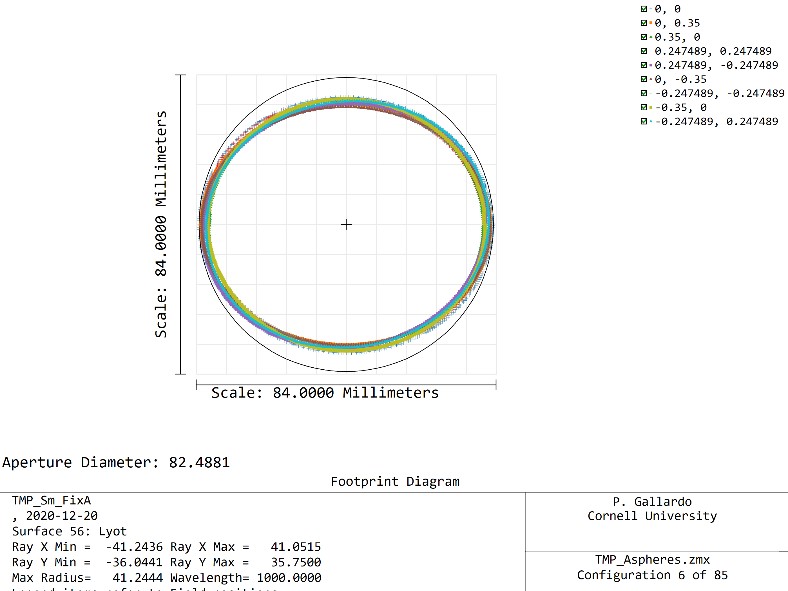 0, 0
0, 0.35
0.35, 0
0.247489, 0.247489
0.247489, -0.247489
0, -0.35
-0.247489, -0.247489
-0.35, 0
-0.247489, 0.247489
Scale: 84.0000 Millimeters
Scale: 84.0000 Millimeters
Aperture Diameter: 82.4881
Footprint Diagram
TMP_Sm_FixA
, 2020-12-20
Surface 56: Lyot
Ray X Min = -41.2436 Ray X Max = 41.0515
Ray Y Min = -36.0441 Ray Y Max = 35.7500
Max Radius= 41.2444 Wavelength= 1000.0000
P. Gallardo
Cornell University
TMP_Aspheres.zmx
Configuration 6 of 85